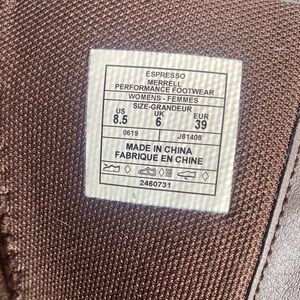 ESPRESSO
MERRELL
PERFORMANCE FOOTWEAR
WOMENS - FEMMES
SIZE-GRANDEUR
US UK EUR
8.5 6 39
0619 J81408
MADE IN CHINA
FABRIQUE EN CHINE
2460731